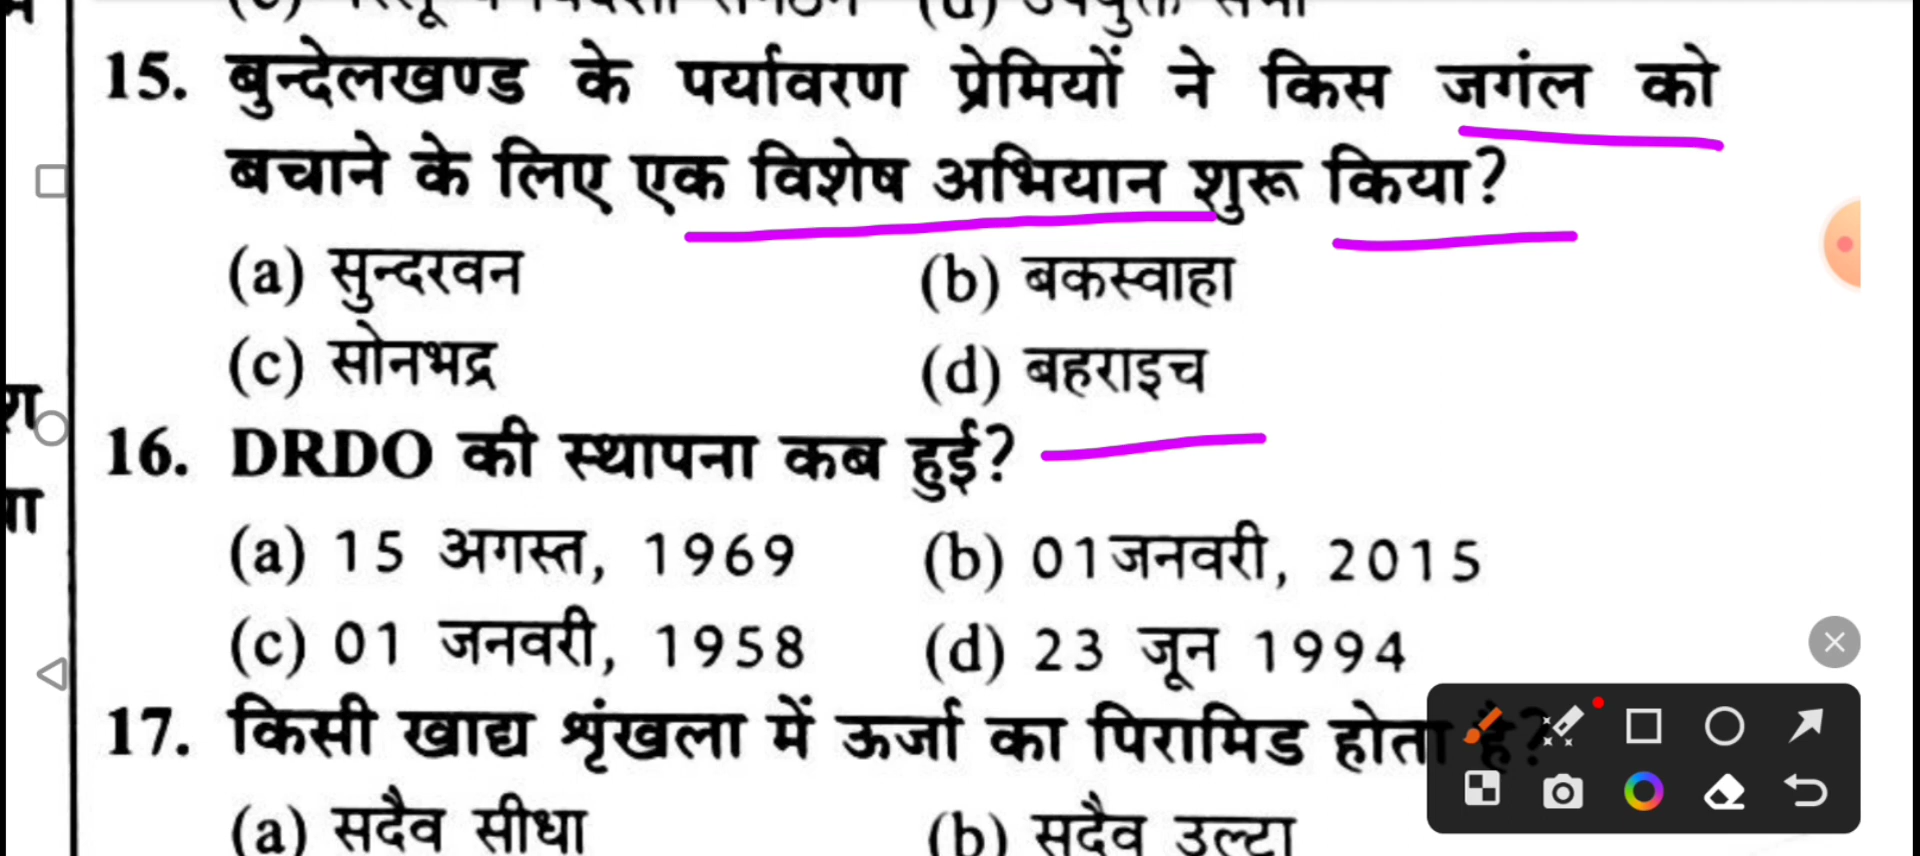 15. बुन्देलखण्ड के पर्यावरण प्रेमियों ने किस जगंल को
बचाने के लिए एक विशेष अभियान शुरू किया?
(a) सुन्दरवन (b) बकस्वाहा
(c) सोनभद्र (d) बहराइच
16. DRDO की स्थापना कब हुई?
(a) 15 अगस्त, 1969 (b) 01जनवरी, 2015
(c) 01 जनवरी, 1958 (d) 23 जून 1994
17. किसी खाद्य शृंखला में ऊर्जा का पिरामिड होता है?
(a) सदैव सीधा (b) सदैव उल्टा